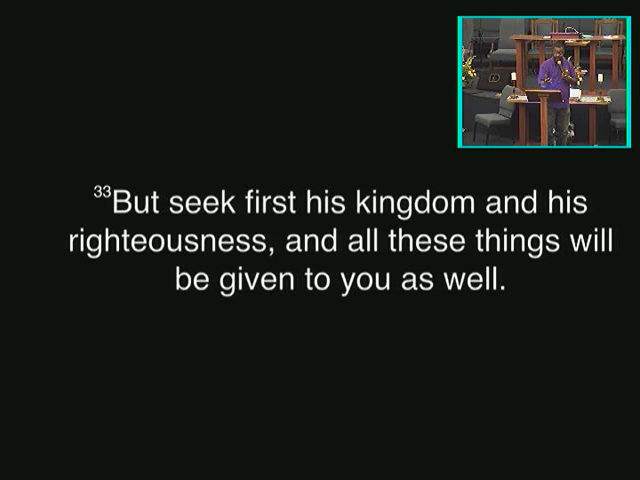 ³³But seek first his kingdom and his
righteousness, and all these things will
be given to you as well.